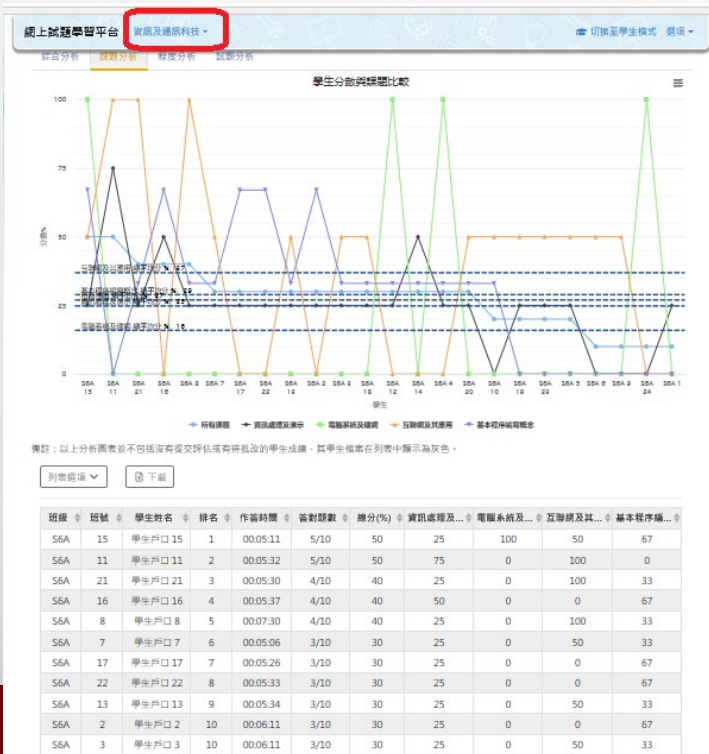 網上試題學習平台 資訊及通訊科技 切換至學生模式 選項
綜合分析 課題分析 程度分析 試題分析
學生分數與課題比較
100
75
50
25
0
分數%
S6A 15 S6A 11 S6A 21 S6A 16 S6A 8 S6A 7 S6A 17 S6A 22 S6A 2 S6A 12 S6A 14 S6A 4 S6A 20 S6A 10 S6A 19 S6A 22 S6A 5 S6A 24 S6A 1
學生
所有課題 資訊處理及演示 電腦系統及建網 互聯網及其應用 基本程序編寫概念
備註：以上分析圖表並不包括沒有提交評估或有待批改的學生成績，其學生檔案在列表中顯示為灰色。
列表選項 下載
班級 班號 學生姓名 排名 作答時間 答對題數 總分(%) 資訊處理及... 電腦系統及... 互聯網及其... 基本程序編...
S6A 15 學生戶口 15 1 00:05:11 5/10 50 25 100 50 67
S6A 11 學生戶口 11 2 00:05:32 5/10 50 75 0 100 0
S6A 21 學生戶口 21 3 00:05:30 4/10 40 25 0 100 33
S6A 16 學生戶口 16 4 00:05:37 4/10 40 50 0 0 67
S6A 8 學生戶口 8 5 00:07:30 4/10 40 25 0 100 33
S6A 7 學生戶口 7 6 00:05:06 3/10 30 25 0 50 33
S6A 17 學生戶口 17 7 00:05:26 3/10 30 25 0 0 67
S6A 22 學生戶口 22 8 00:05:33 3/10 30 25 0 0 67
S6A 13 學生戶口 13 9 00:05:34 3/10 30 25 0 50 33
S6A 2 學生戶口 2 10 00:06:11 3/10 30 25 0 0 67
S6A 3 學生戶口 3 10 00:06:11 3/10 30 25 0 50 33